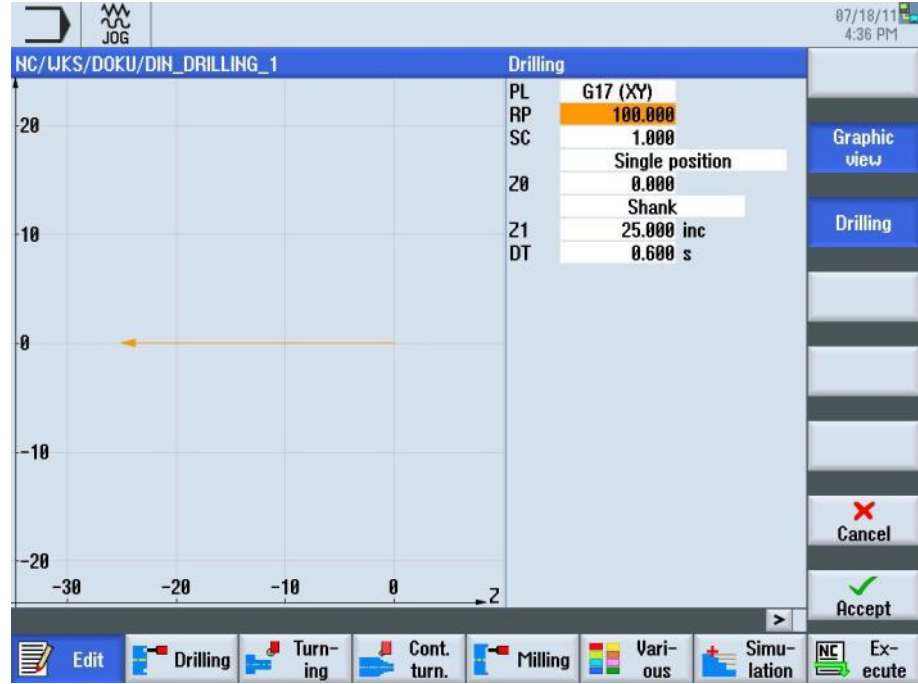 JOG
07/18/11
4:36 PM
NC/WKS/DOKU/DIN_DRILLING_1
Drilling
PL G17 (XY)
RP 100.000
SC 1.000
Single position
Z0 0.000
Shank
Z1 25.000 inc
DT 0.600 s
20
10
0
-10
-20
-30 -20 -10 0 Z
Graphic
view
Drilling
Cancel
Accept
>
Edit
Drilling
Turn-
ing
Cont.
turn.
Milling
Vari-
ous
Simu-
lation
NC
Ex-
ecute